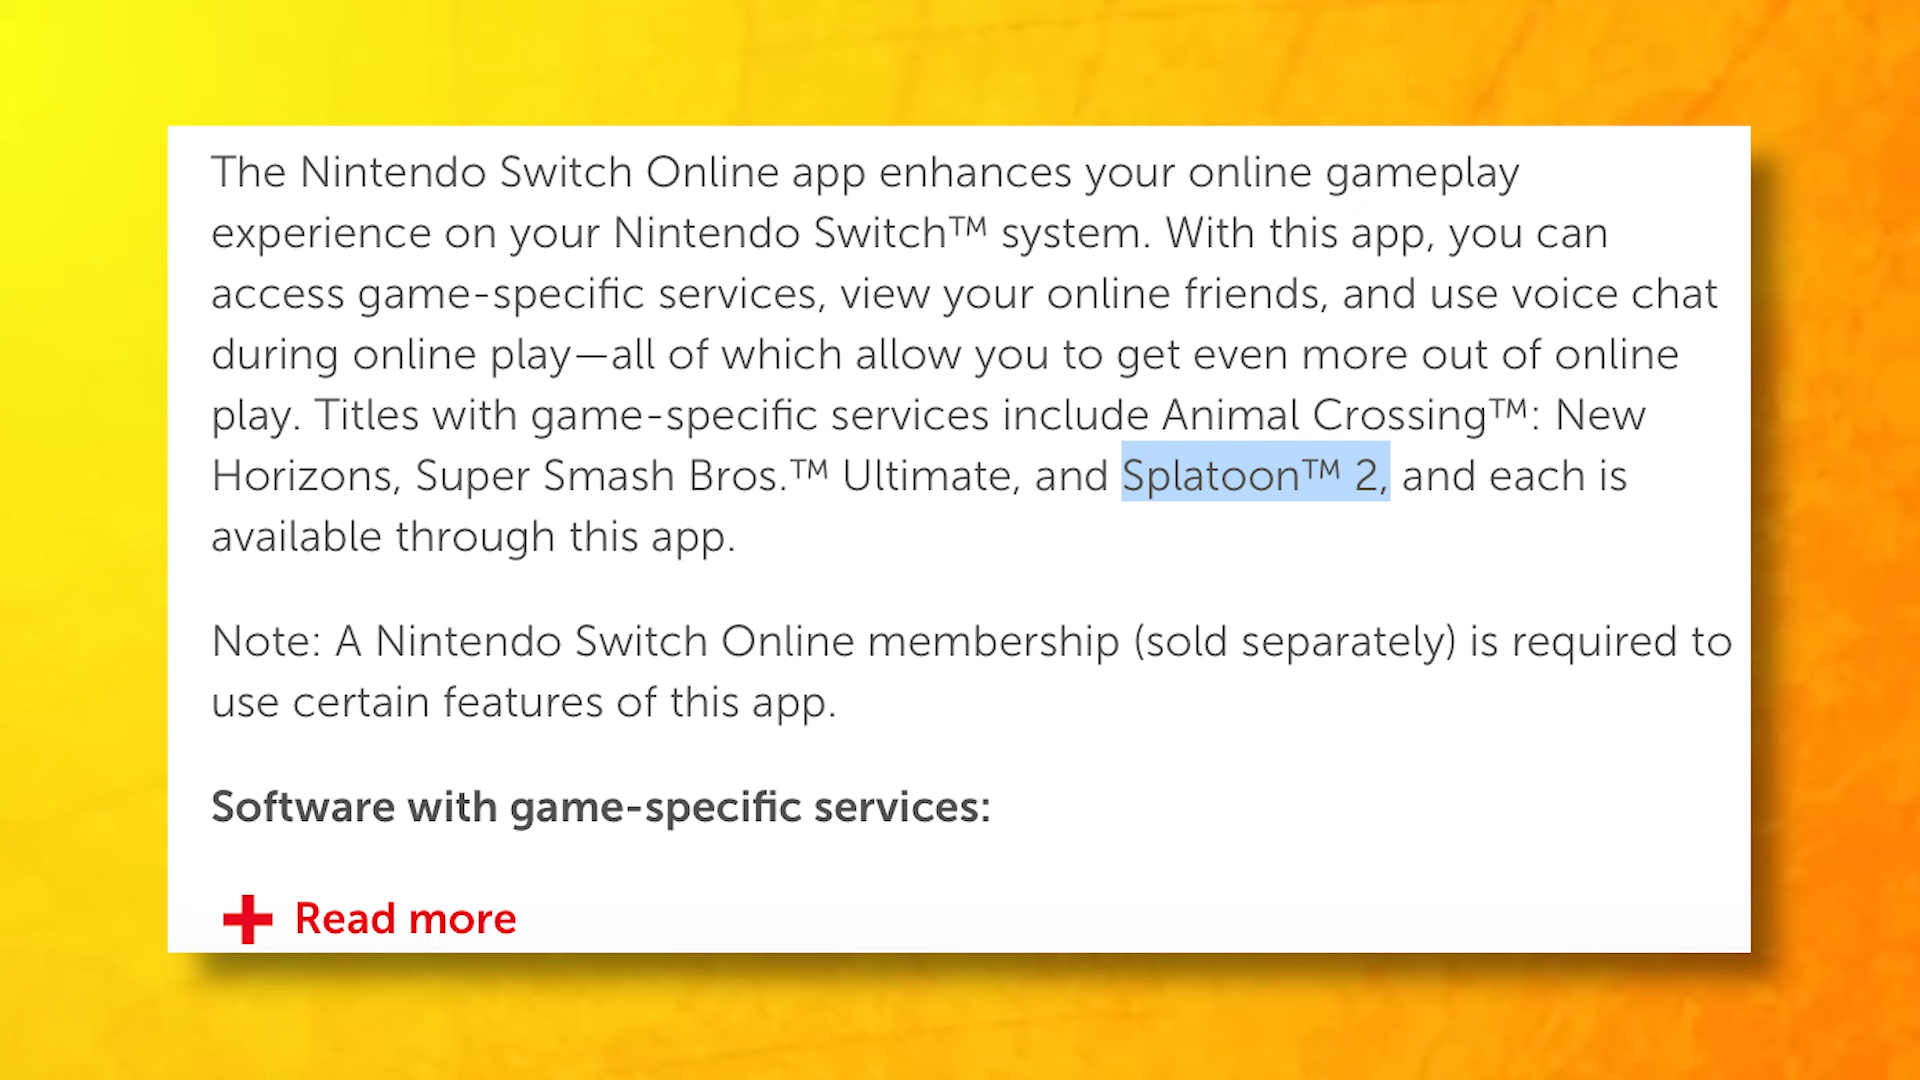 The Nintendo Switch Online app enhances your online gameplay
experience on your Nintendo Switch™ system. With this app, you can
access game-specific services, view your online friends, and use voice chat
during online play—all of which allow you to get even more out of online
play. Titles with game-specific services include Animal Crossing™: New
Horizons, Super Smash Bros.™ Ultimate, and Splatoon™ 2, and each is
available through this app.
Note: A Nintendo Switch Online membership (sold separately) is required to
use certain features of this app.
Software with game-specific services:
Read more